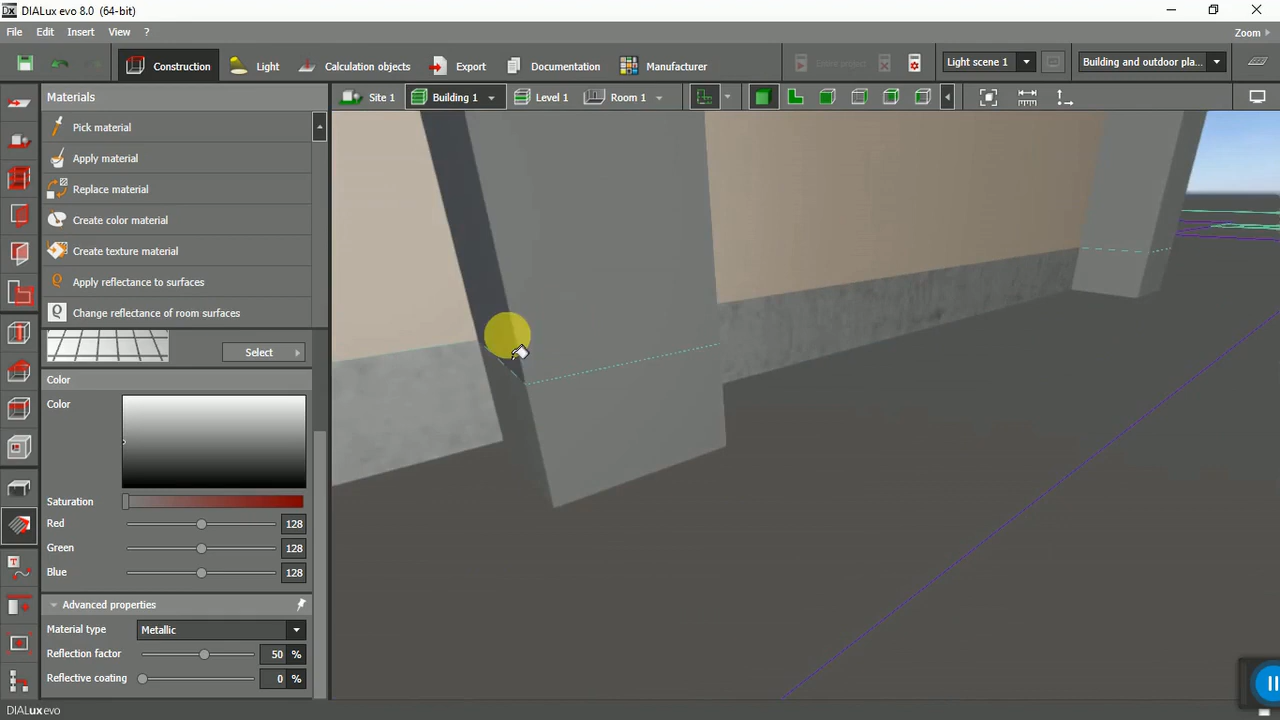 Dx DIALux evo 8.0 (64-bit)
File Edit Insert View ? Zoom
Construction Light Calculation objects Export Documentation Manufacturer Entire project Light scene 1 Building and outdoor pla...
Materials Site 1 Building 1 Level 1 Room 1
Pick material
Apply material
Replace material
Create color material
Create texture material
Apply reflectance to surfaces
Change reflectance of room surfaces
Select
Color
Color
Saturation
Red 128
Green 128
Blue 128
Advanced properties
Material type Metallic
Reflection factor 50 %
Reflective coating 0 %
DIALux evo